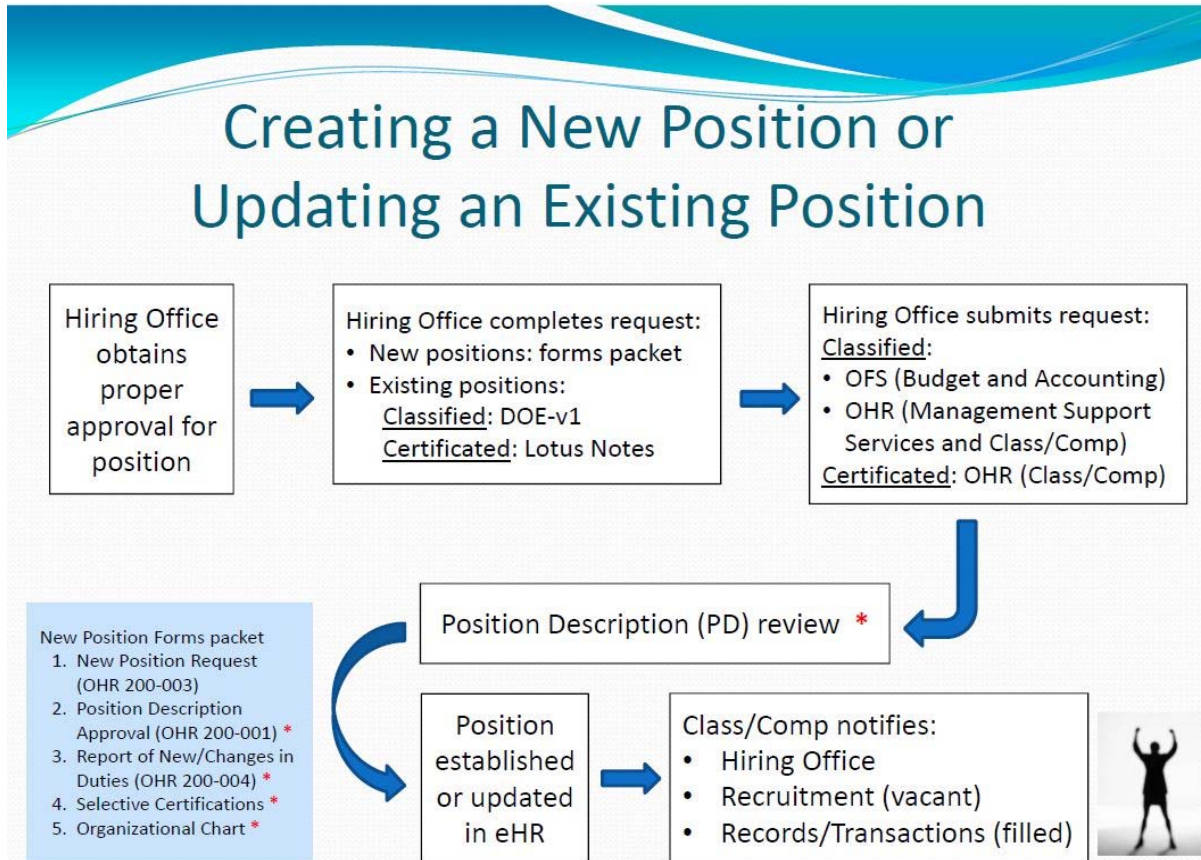 Creating a New Position or
Updating an Existing Position
Hiring Office
obtains
proper
approval for
position
Hiring Office completes request:
• New positions: forms packet
• Existing positions:
Classified: DOE-v1
Certificated: Lotus Notes
Hiring Office submits request:
Classified:
• OFS (Budget and Accounting)
• OHR (Management Support
Services and Class/Comp)
Certificated: OHR (Class/Comp)
Position Description (PD) review *
New Position Forms packet
1. New Position Request
(OHR 200-003)
2. Position Description
Approval (OHR 200-001) *
3. Report of New/Changes in
Duties (OHR 200-004) *
4. Selective Certifications *
5. Organizational Chart *
Position
established
or updated
in eHR
Class/Comp notifies:
• Hiring Office
• Recruitment (vacant)
• Records/Transactions (filled)